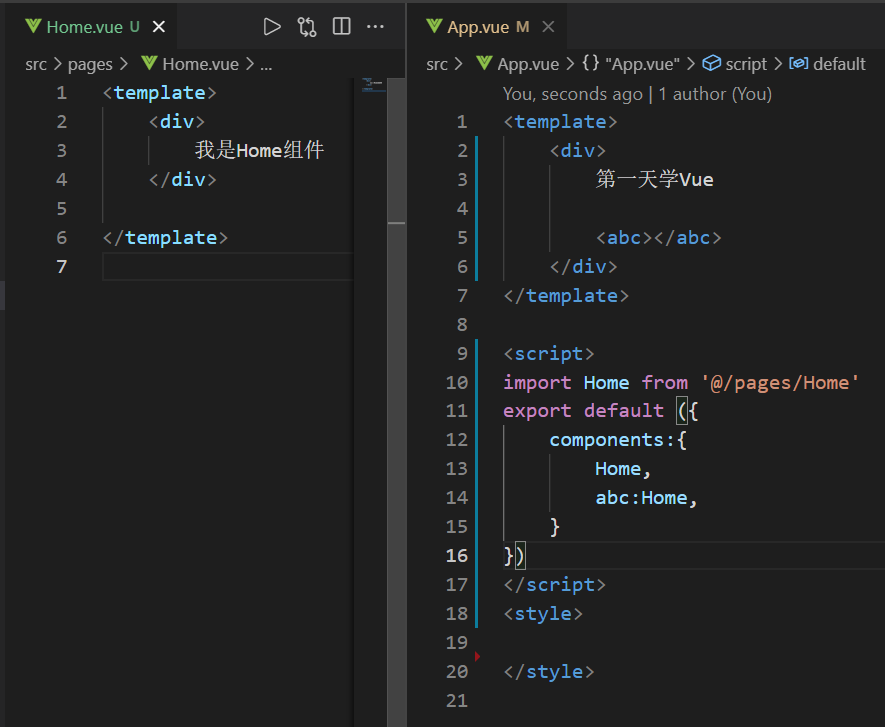 Home.vue U
src > pages > Home.vue > ...
1 <template>
2 <div>
3 我是Home组件
4 </div>
5
6 </template>
7
App.vue M
src > App.vue > {} "App.vue" > script > default
You, seconds ago | 1 author (You)
1 <template>
2 <div>
3 第一天学Vue
4
5 <abc></abc>
6 </div>
7 </template>
8
9 <script>
10 import Home from '@/pages/Home'
11 export default ({
12 components:{
13 Home,
14 abc:Home,
15 }
16 })
17 </script>
18 <style>
19
20 </style>
21